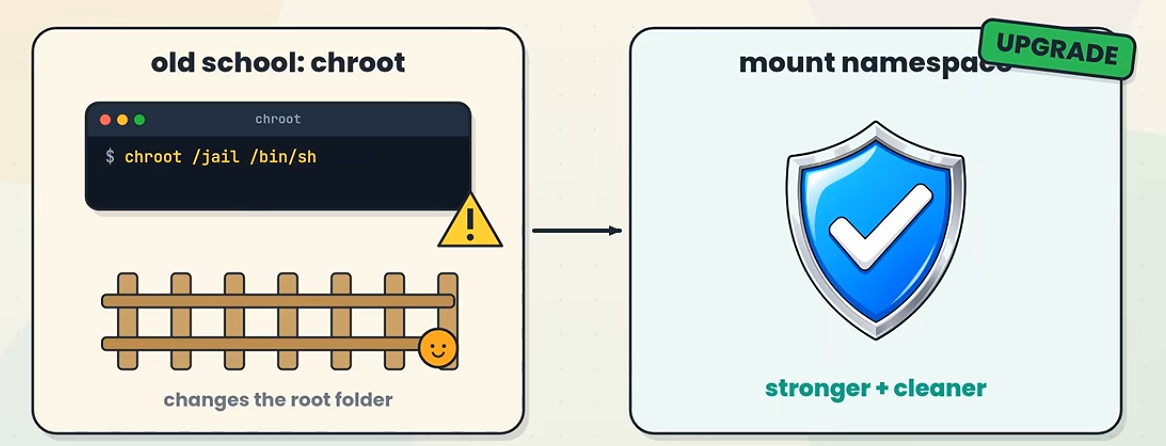 old school: chroot
chroot
$ chroot /jail /bin/sh
changes the root folder
mount namespace
UPGRADE
stronger + cleaner